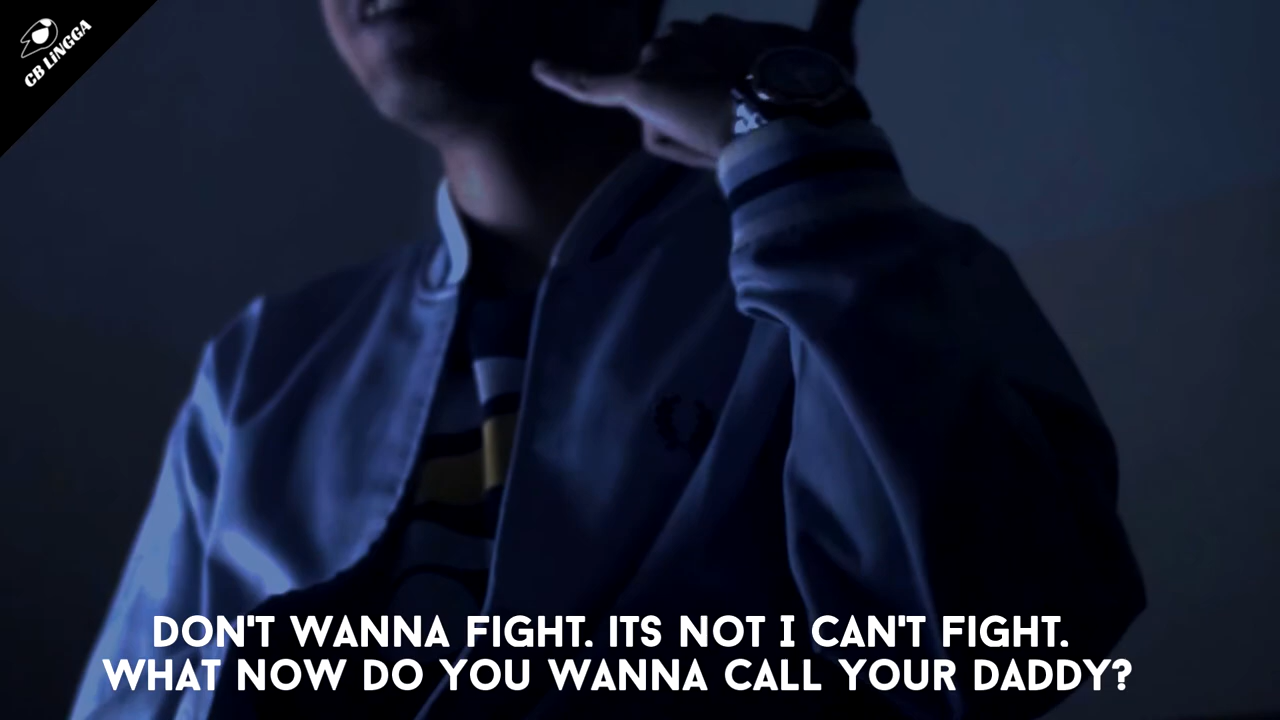 CB LiNGGA
DON'T WANNA FIGHT. ITS NOT I CAN'T FIGHT.
WHAT NOW DO YOU WANNA CALL YOUR DADDY?